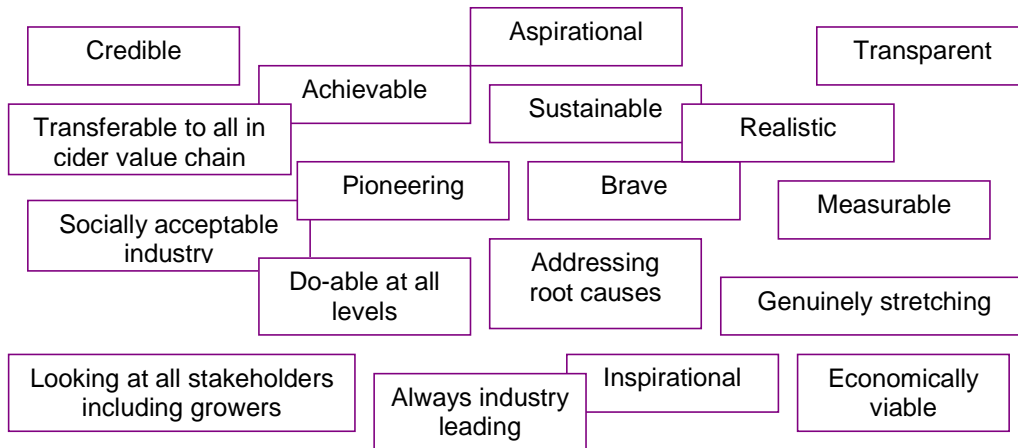 Aspirational
Credible
Transparent
Achievable
Sustainable
Transferable to all in
cider value chain
Realistic
Pioneering
Brave
Measurable
Socially acceptable
industry
Addressing
root causes
Do-able at all
levels
Genuinely stretching
Looking at all stakeholders
including growers
Inspirational
Economically
viable
Always industry
leading